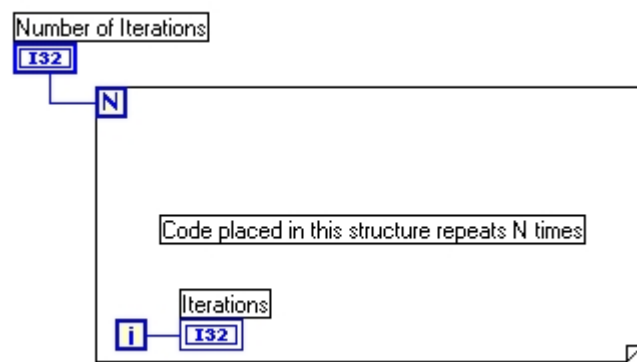 Number of Iterations
I32
N
Code placed in this structure repeats N times
Iterations
i
I32